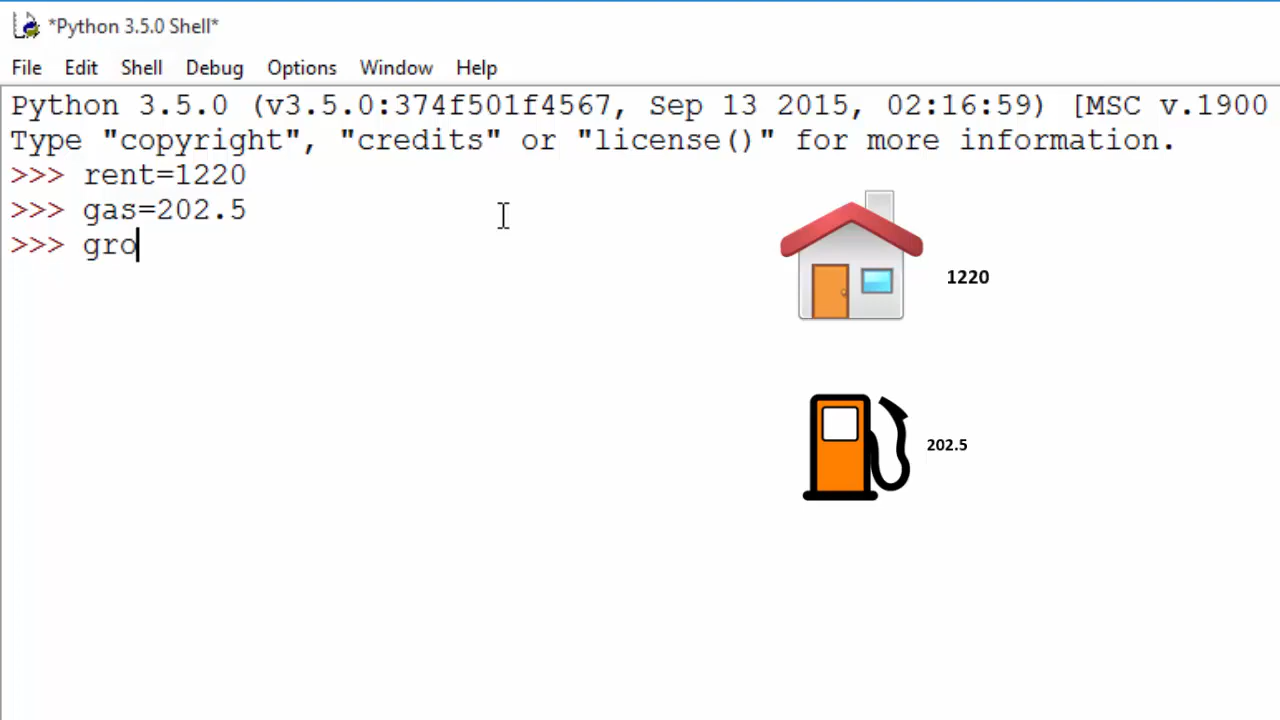 *Python 3.5.0 Shell*
File Edit Shell Debug Options Window Help
Python 3.5.0 (v3.5.0:374f501f4567, Sep 13 2015, 02:16:59) [MSC v.1900
Type "copyright", "credits" or "license()" for more information.
>>> rent=1220
>>> gas=202.5
>>> gro
1220
202.5